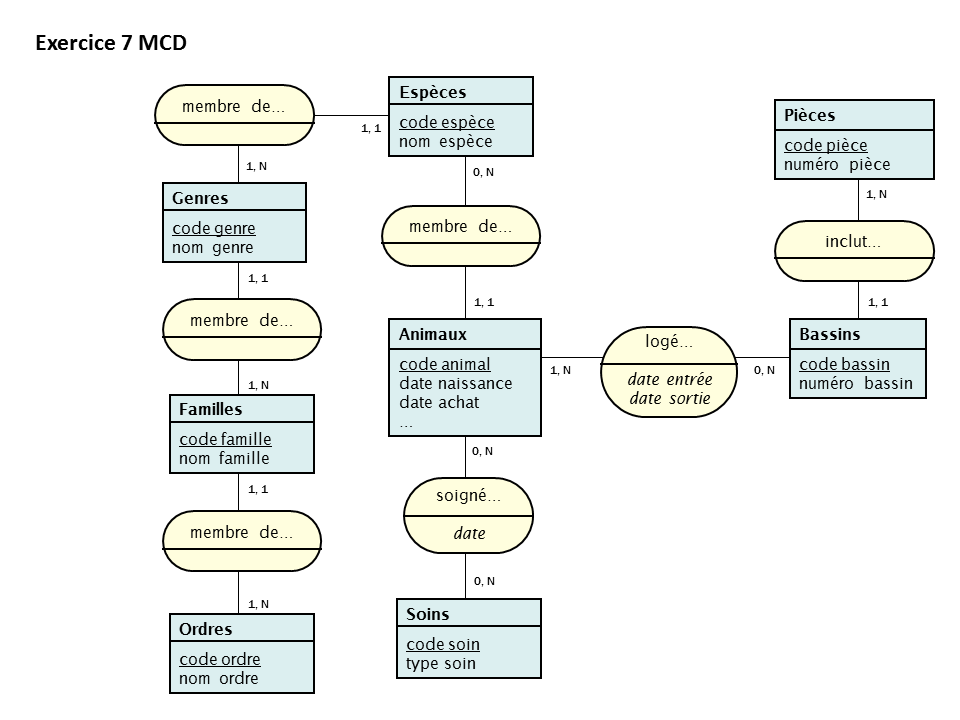 Exercice 7 MCD
membre de...
1, 1
1, N
Espèces
code espèce
nom espèce
0, N
Pièces
code pièce
numéro pièce
1, N
Genres
code genre
nom genre
1, 1
membre de...
1, 1
inclut...
1, 1
membre de...
1, N
Animaux
code animal
date naissance
date achat
...
1, N
logé...
date entrée
date sortie
0, N
Bassins
code bassin
numéro bassin
Familles
code famille
nom famille
1, 1
0, N
soigné...
date
0, N
membre de...
1, N
Ordres
code ordre
nom ordre
Soins
code soin
type soin